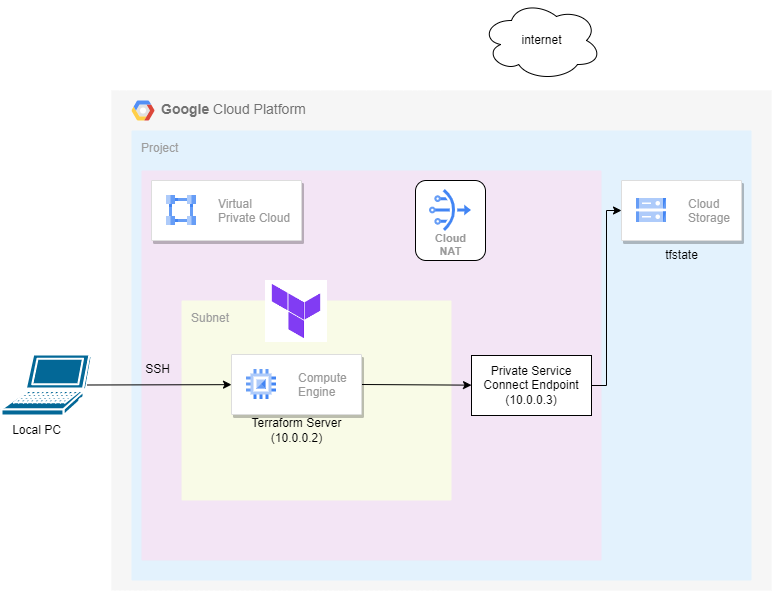 internet
Google Cloud Platform
Project
Virtual
Private Cloud
Cloud
NAT
Cloud
Storage
tfstate
Subnet
SSH
Compute
Engine
Private Service
Connect Endpoint
(10.0.0.3)
Local PC
Terraform Server
(10.0.0.2)